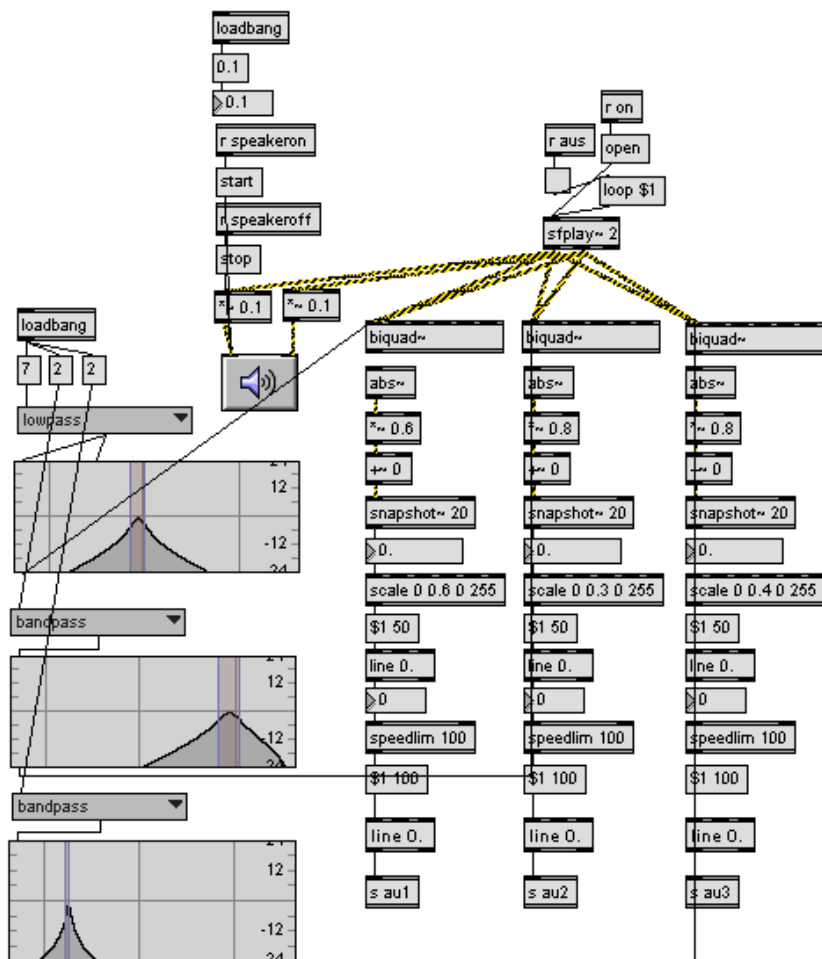 loadbang
0.1
0.1
r speakeron
start
r speakeroff
stop
*~ 0.1
*~ 0.1
r on
r aus
open
loop $1
sfplay~ 2
loadbang
7
2
2
lowpass
12
-12
bandpass
12
-12
bandpass
12
-12
biquad~
abs~
*~ 0.6
+~ 0
snapshot~ 20
0.
scale 0 0.6 0 255
$1 50
line 0.
0
speedlim 100
$1 100
line 0.
s au1
biquad~
abs~
*~ 0.8
+~ 0
snapshot~ 20
0.
scale 0 0.3 0 255
$1 50
line 0.
0
speedlim 100
$1 100
line 0.
s au2
biquad~
abs~
*~ 0.8
+~ 0
snapshot~ 20
0.
scale 0 0.4 0 255
$1 50
line 0.
0
speedlim 100
$1 100
line 0.
s au3